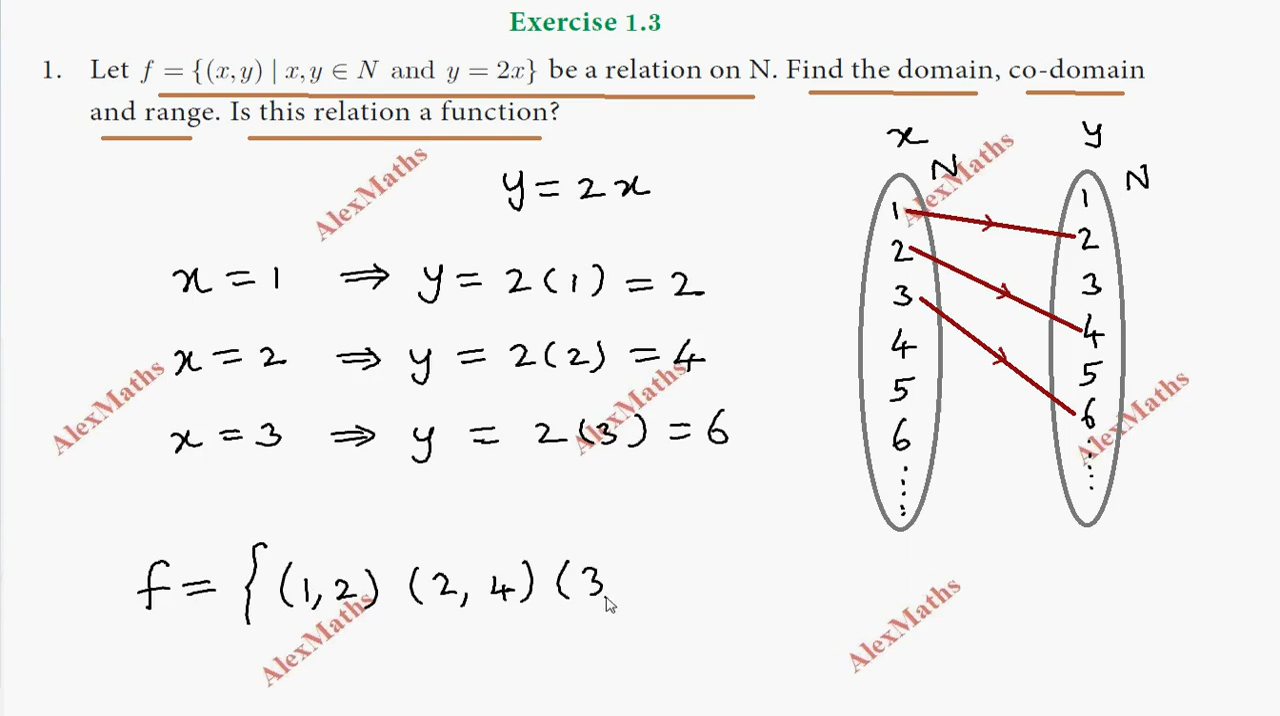 Exercise 1.3
1. Let f = {(x, y) | x, y ∈ N and y = 2x} be a relation on N. Find the domain, co-domain
and range. Is this relation a function?
x y
N N
AlexMaths AlexMaths
y = 2x
x = 1 ⇒ y = 2(1) = 2
x = 2 ⇒ y = 2(2) = 4
x = 3 ⇒ y = 2(3) = 6
AlexMaths AlexMaths AlexMaths
1 1
2 2
3 3
4 4
5 5
6 6
⋮ ⋮
f = { (1, 2) (2, 4) (3,
AlexMaths AlexMaths